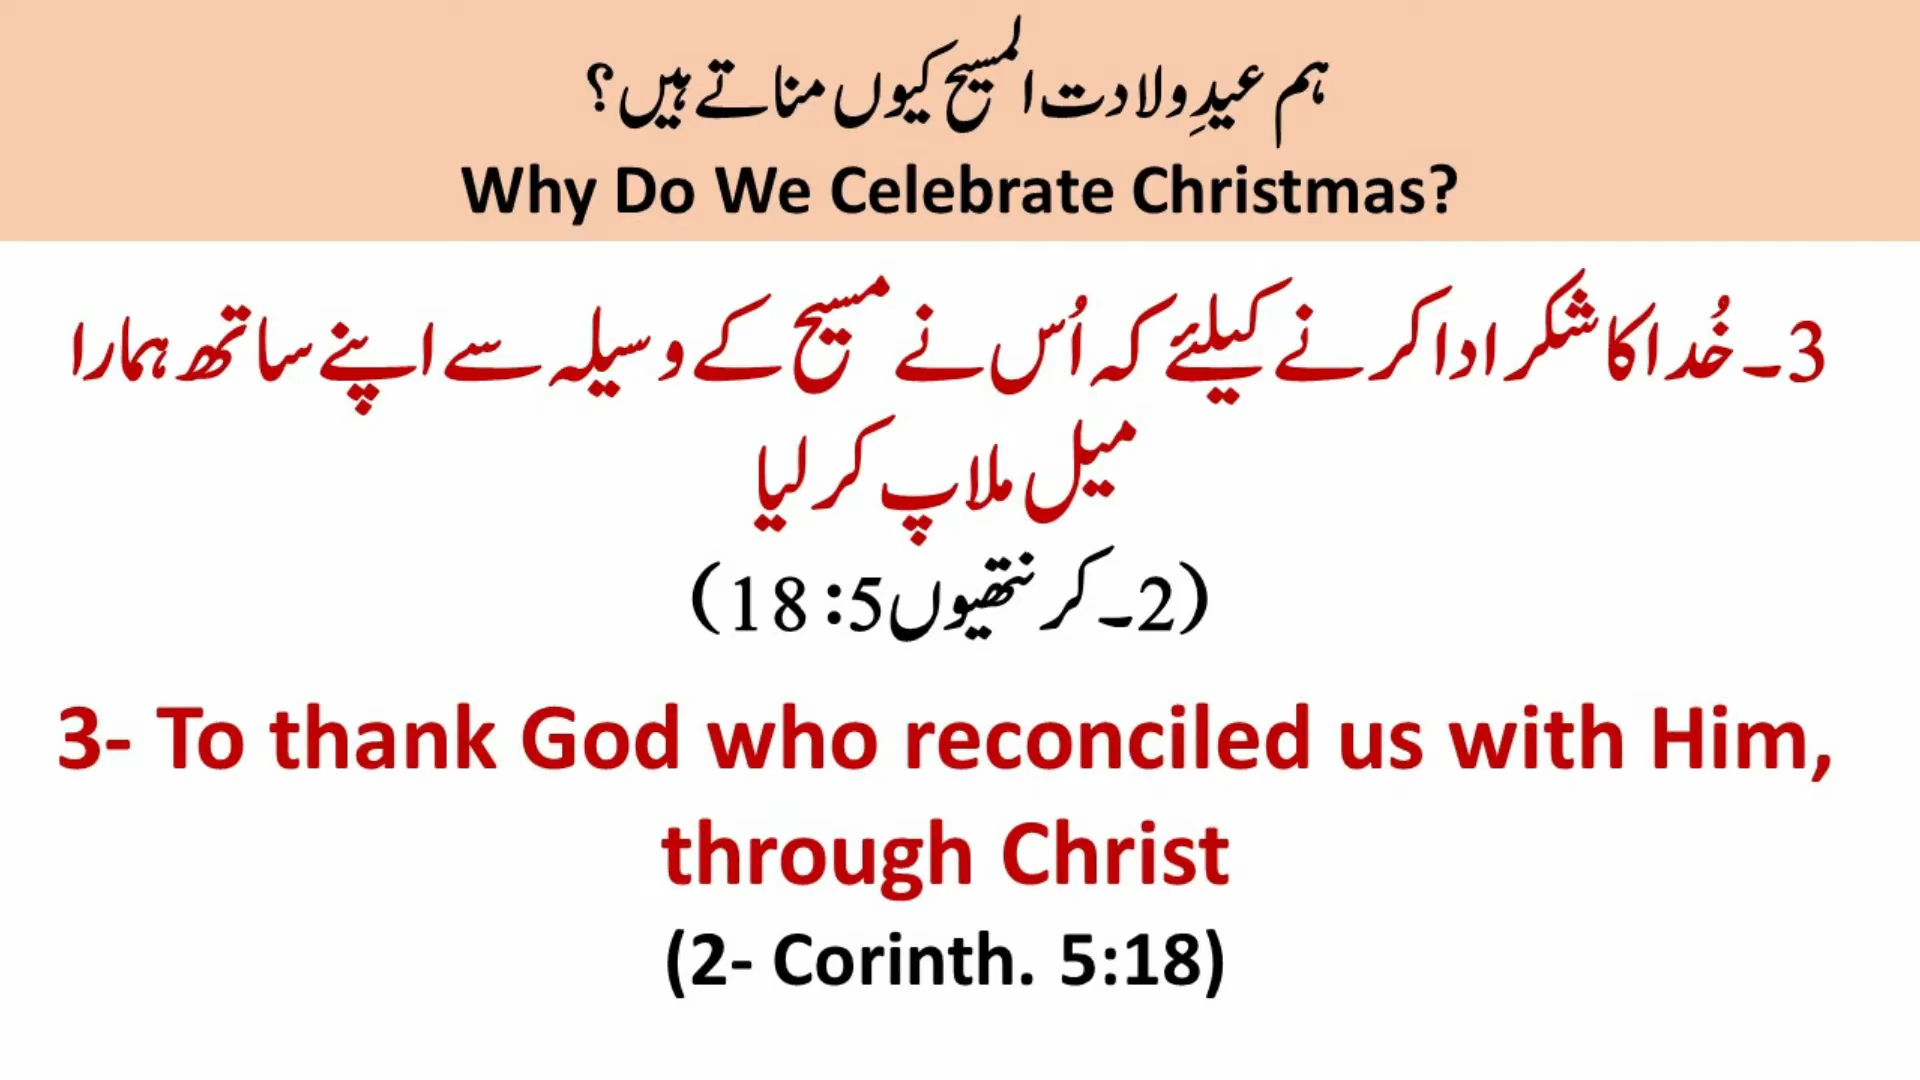 ہم عیدِ ولادت المسیح کیوں مناتے ہیں؟
Why Do We Celebrate Christmas?
3۔ خُدا کا شکر ادا کرنے کیلئے کہ اُس نے مسیح کے وسیلہ سے اپنے ساتھ ہمارا
میل ملاپ کر لیا
(2۔ کرنتھیوں 5: 18)
3- To thank God who reconciled us with Him,
through Christ
(2- Corinth. 5:18)